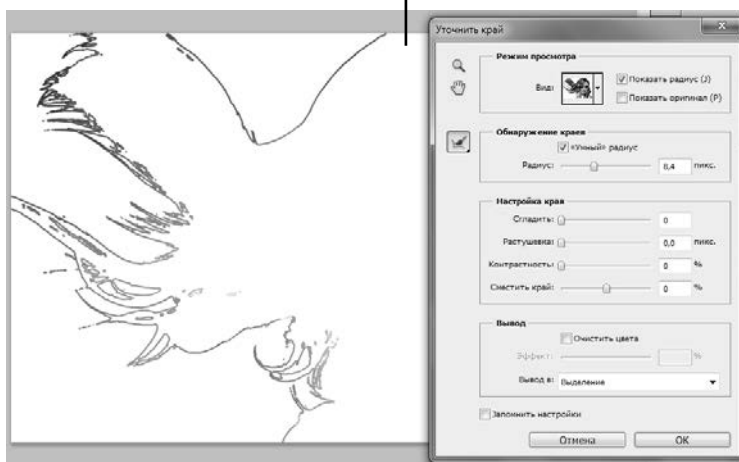 Уточнить край
Режим просмотра
Вид:
Показать радиус (J)
Показать оригинал (P)
Обнаружение краев
«Умный» радиус
Радиус: 6,4 пикс.
Настройка края
Сгладить: 0
Растушевка: 0,0 пикс.
Контрастность: 0 %
Сместить край: 0 %
Вывод
Очистить цвета
Эффект: %
Вывод в: Выделение
Запомнить настройки
Отмена OK